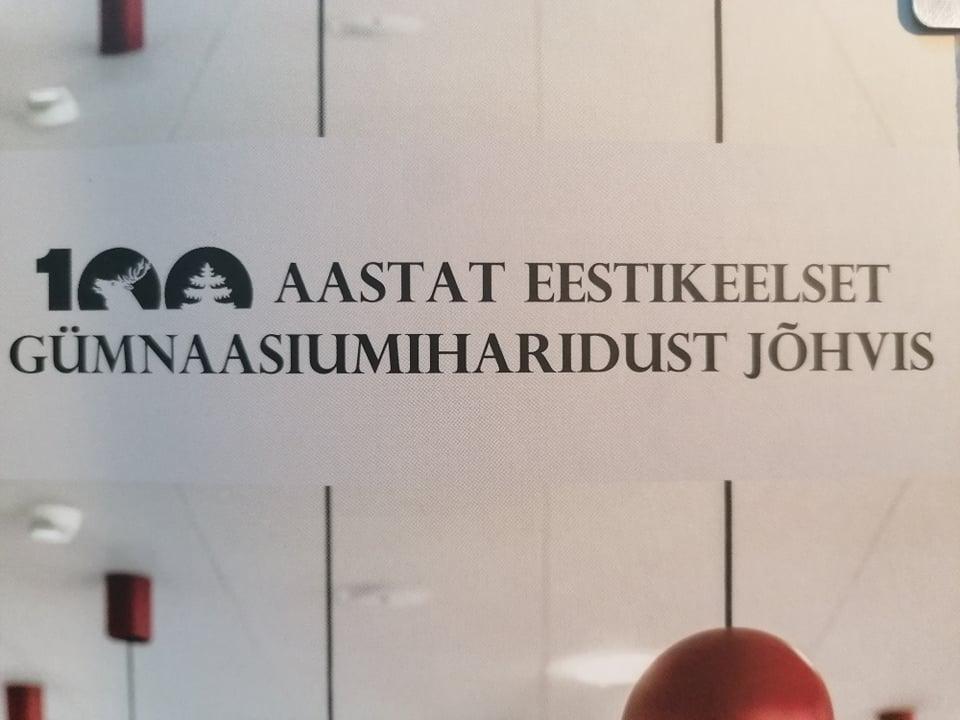 100 AASTAT EESTIKEELSET
GÜMNAASIUMIHARIDUST JÕHVIS